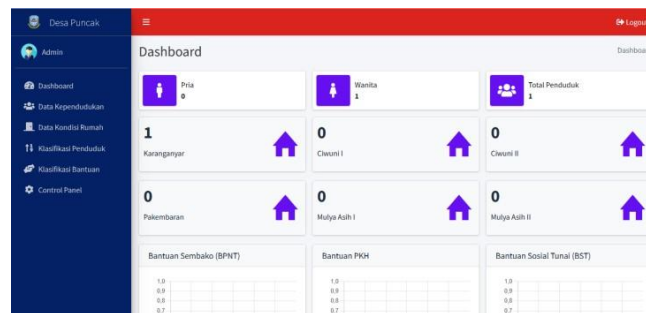 Desa Puncak
Logout
Admin
Dashboard
Dashboard
Data Kependudukan
Data Kondisi Rumah
Klasifikasi Penduduk
Klasifikasi Bantuan
Control Panel
Dashboar
Pria
0
Wanita
1
Total Penduduk
1
1
Karanganyar
0
Ciwuni I
0
Ciwuni II
0
Pakembaran
0
Mulya Asih I
0
Mulya Asih II
Bantuan Sembako (BPNT)
1,0
0,9
0,8
0,7
Bantuan PKH
1,0
0,9
0,8
0,7
Bantuan Sosial Tunai (BST)
1,0
0,9
0,8
0,7